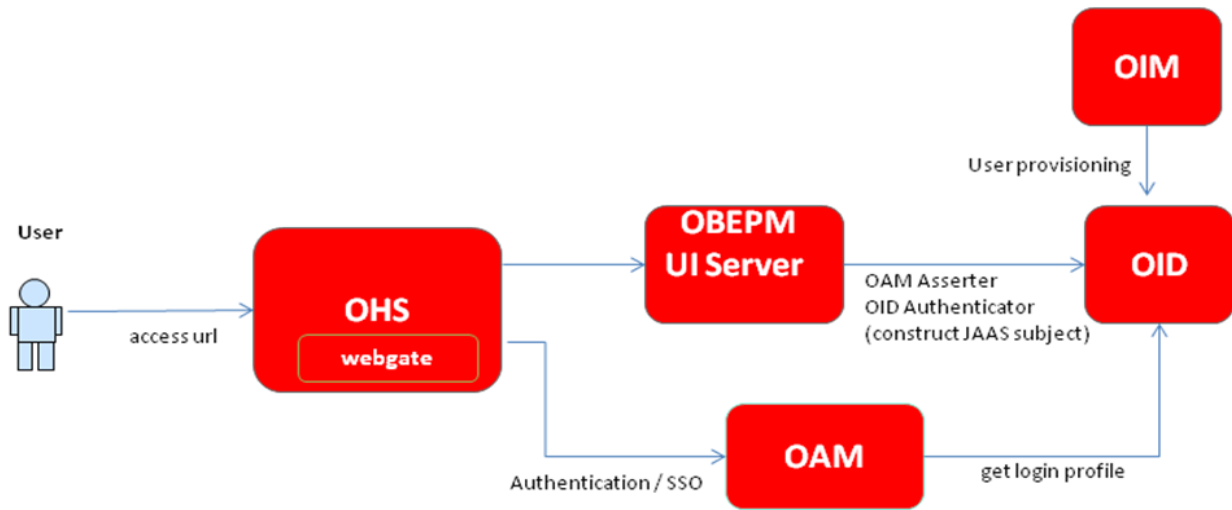 OIM
User provisioning
User
OBEPM
UI Server
OID
OHS
webgate
access url
OAM Asserter
OID Authenticator
(construct JAAS subject)
OAM
Authentication / SSO
get login profile